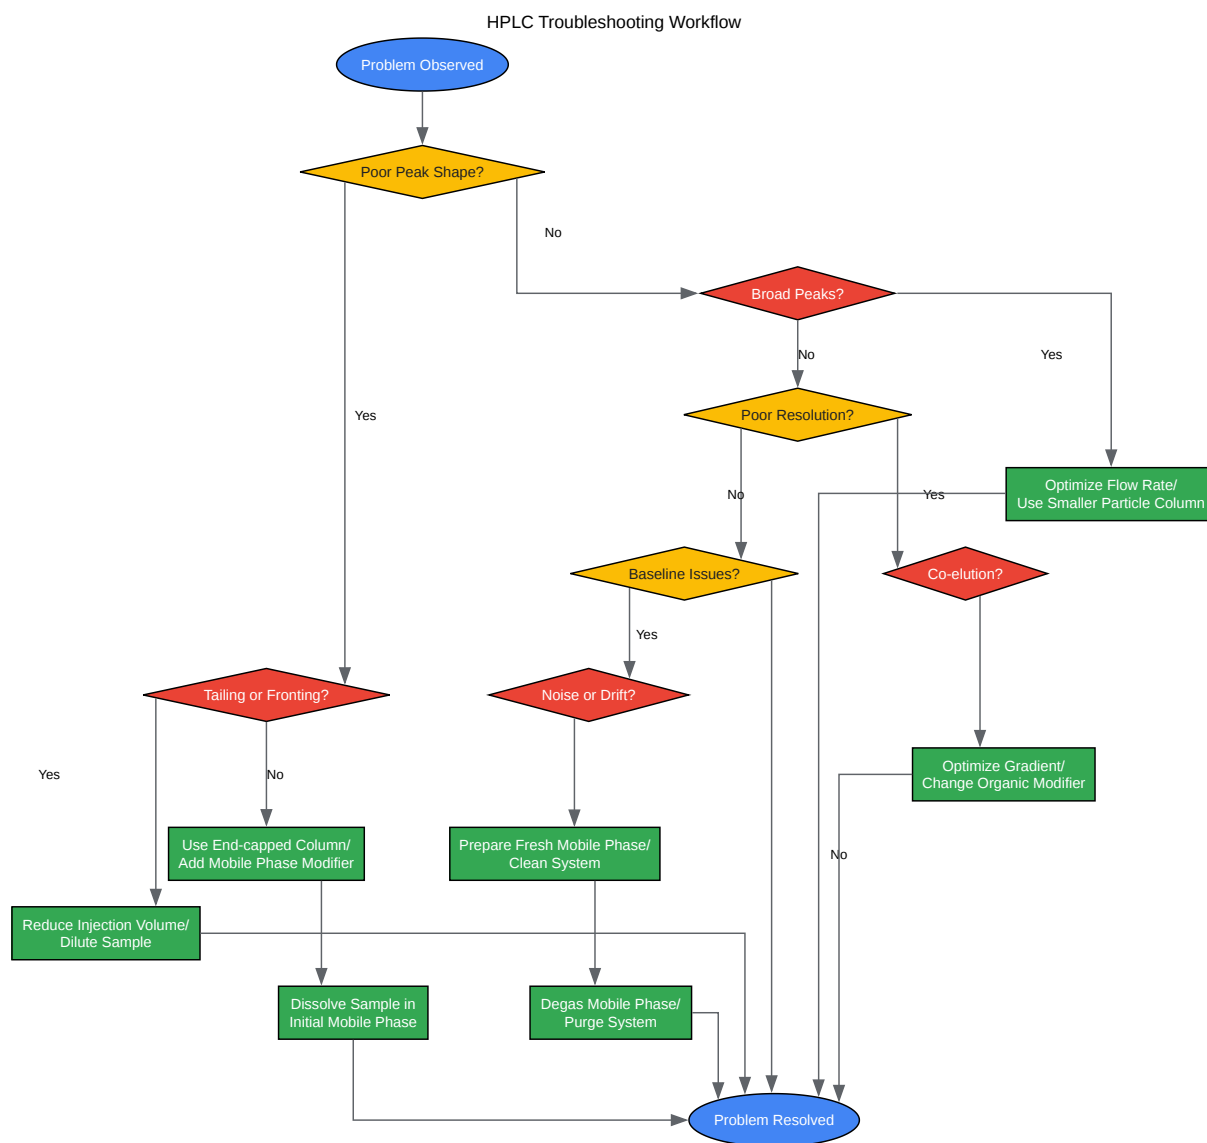 HPLC Troubleshooting Workflow
Problem Observed
Poor Peak Shape?
No
Broad Peaks?
No
Yes
Poor Resolution?
Yes
No
Yes
Optimize Flow Rate/
Use Smaller Particle Column
Baseline Issues?
Co-elution?
Yes
Tailing or Fronting?
Noise or Drift?
Yes
No
Optimize Gradient/
Change Organic Modifier
Use End-capped Column/
Add Mobile Phase Modifier
Prepare Fresh Mobile Phase/
Clean System
No
Reduce Injection Volume/
Dilute Sample
Dissolve Sample in
Initial Mobile Phase
Degas Mobile Phase/
Purge System
Problem Resolved